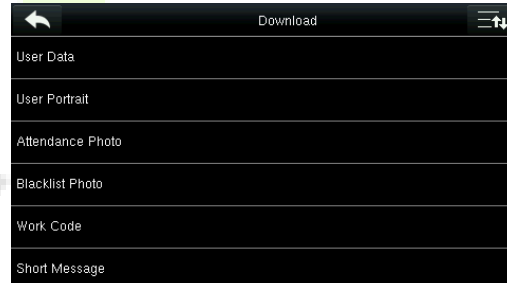 Download
User Data
User Portrait
Attendance Photo
Blacklist Photo
Work Code
Short Message